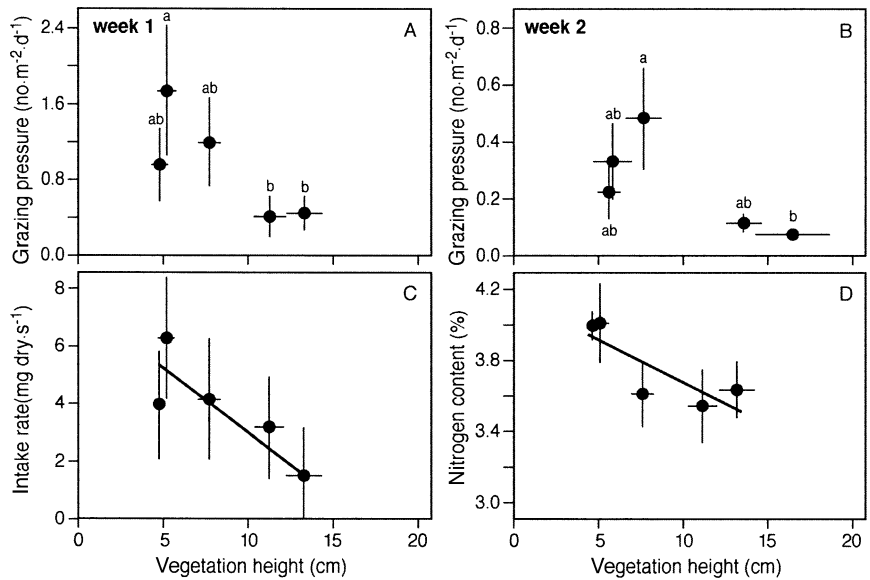 week 1
A
Grazing pressure (no·m⁻²·d⁻¹)
2.4
1.6
0.8
0.0
a
ab
ab
b
b
week 2
B
Grazing pressure (no·m⁻²·d⁻¹)
0.8
0.6
0.4
0.2
0.0
a
ab
ab
ab
b
C
Intake rate(mg dry·s⁻¹)
8
6
4
2
0
0
5
10
15
20
Vegetation height (cm)
D
Nitrogen content (%)
4.2
3.8
3.4
3.0
0
5
10
15
20
Vegetation height (cm)